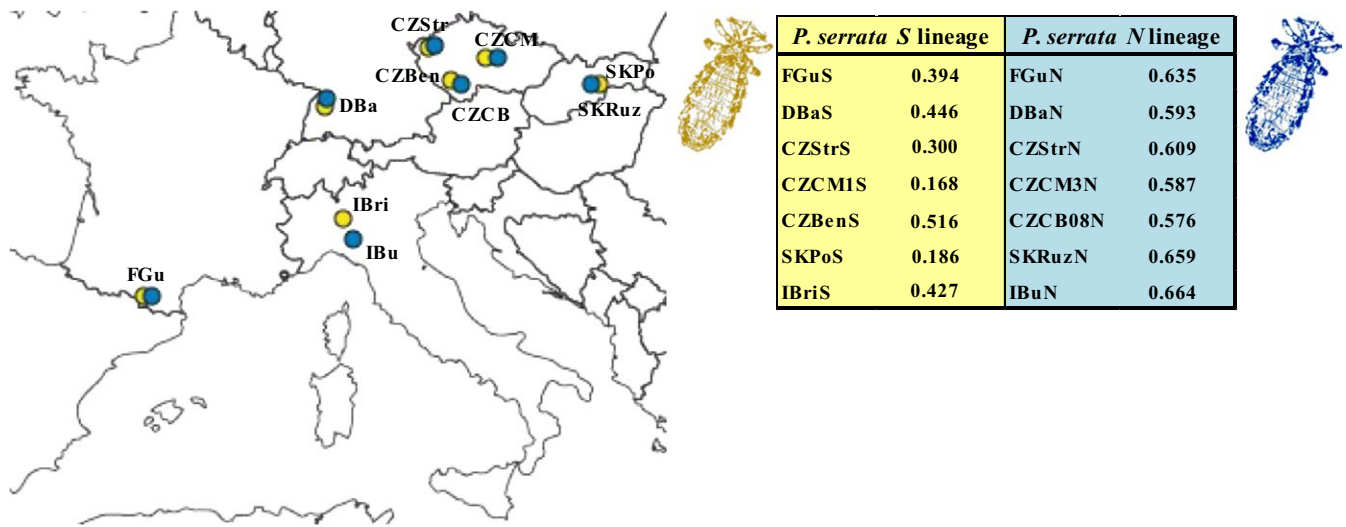 CZStr
CZCM
CZBen
SKPo
DBa
CZCB
SKRuz
IBri
IBu
FGu
P. serrata S lineage P. serrata N lineage
FGuS 0.394 FGuN 0.635
DBaS 0.446 DBaN 0.593
CZStrS 0.300 CZStrN 0.609
CZCM1S 0.168 CZCM3N 0.587
CZBenS 0.516 CZCB08N 0.576
SKPoS 0.186 SKRuzN 0.659
IBriS 0.427 IBuN 0.664